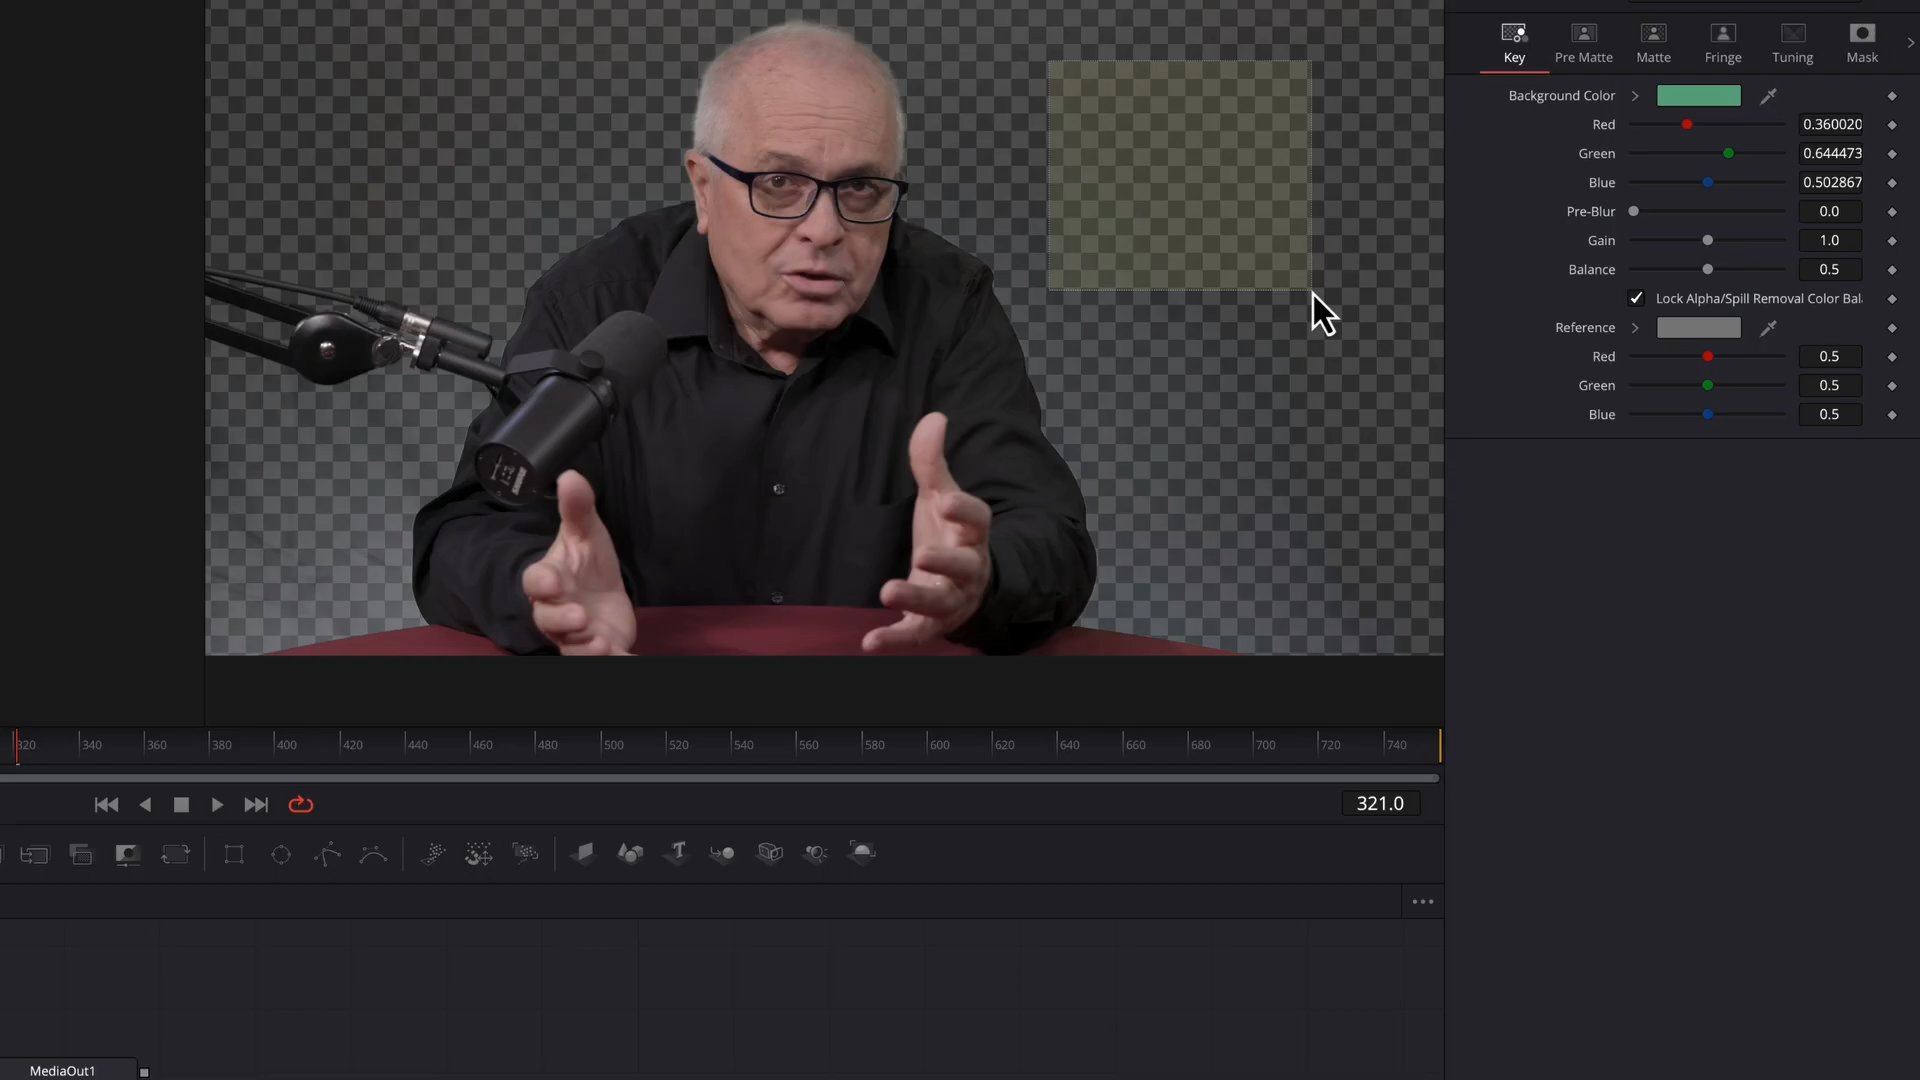 Key
Pre Matte
Matte
Fringe
Tuning
Mask
Background Color
Red 0.360020
Green 0.644473
Blue 0.502867
Pre-Blur 0.0
Gain 1.0
Balance 0.5
Lock Alpha/Spill Removal Color Bal
Reference
Red 0.5
Green 0.5
Blue 0.5
320 340 360 380 400 420 440 460 480 500 520 540 560 580 600 620 640 660 680 700 720 740
321.0
MediaOut1